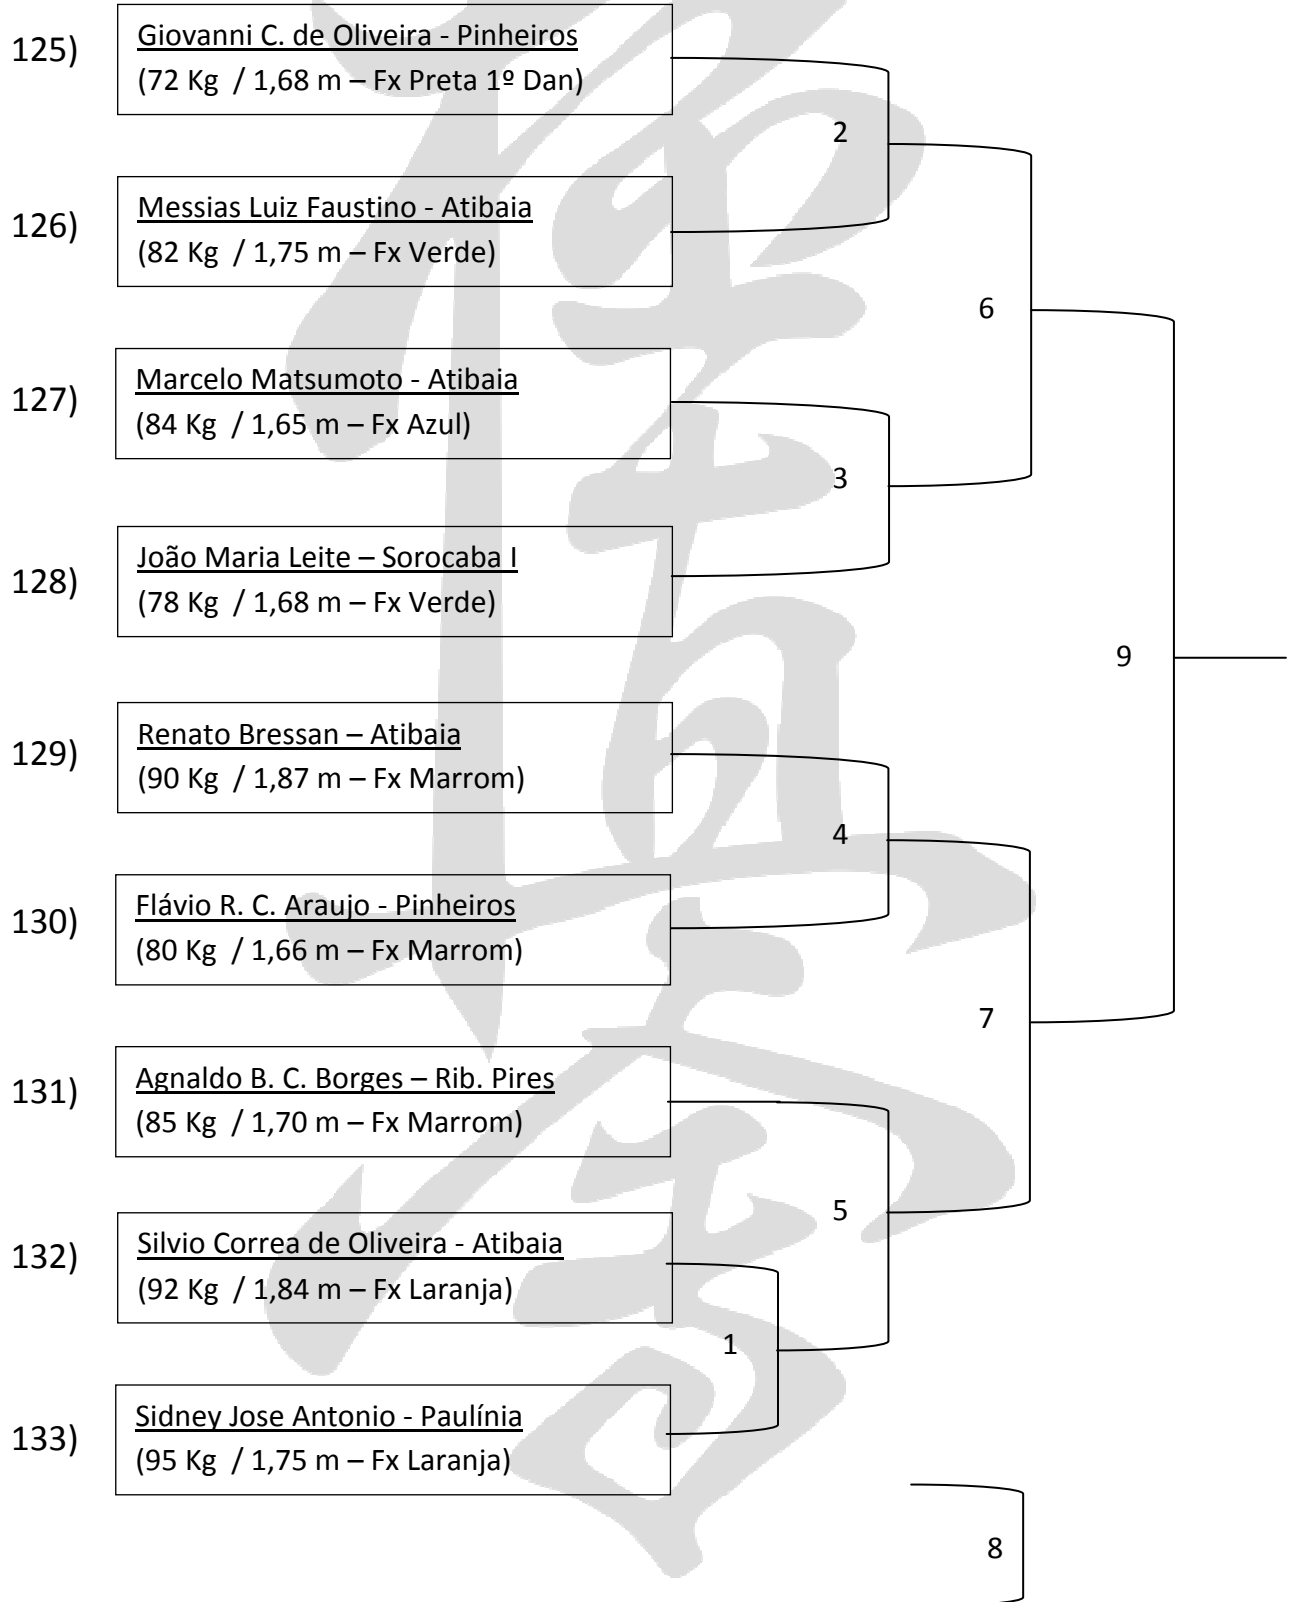 125)
Giovanni C. de Oliveira - Pinheiros
(72 Kg / 1,68 m – Fx Preta 1º Dan)
2
126)
Messias Luiz Faustino - Atibaia
(82 Kg / 1,75 m – Fx Verde)
6
127)
Marcelo Matsumoto - Atibaia
(84 Kg / 1,65 m – Fx Azul)
3
128)
João Maria Leite – Sorocaba I
(78 Kg / 1,68 m – Fx Verde)
9
129)
Renato Bressan – Atibaia
(90 Kg / 1,87 m – Fx Marrom)
4
130)
Flávio R. C. Araujo - Pinheiros
(80 Kg / 1,66 m – Fx Marrom)
7
131)
Agnaldo B. C. Borges – Rib. Pires
(85 Kg / 1,70 m – Fx Marrom)
5
132)
Silvio Correa de Oliveira - Atibaia
(92 Kg / 1,84 m – Fx Laranja)
1
133)
Sidney Jose Antonio - Paulínia
(95 Kg / 1,75 m – Fx Laranja)
8